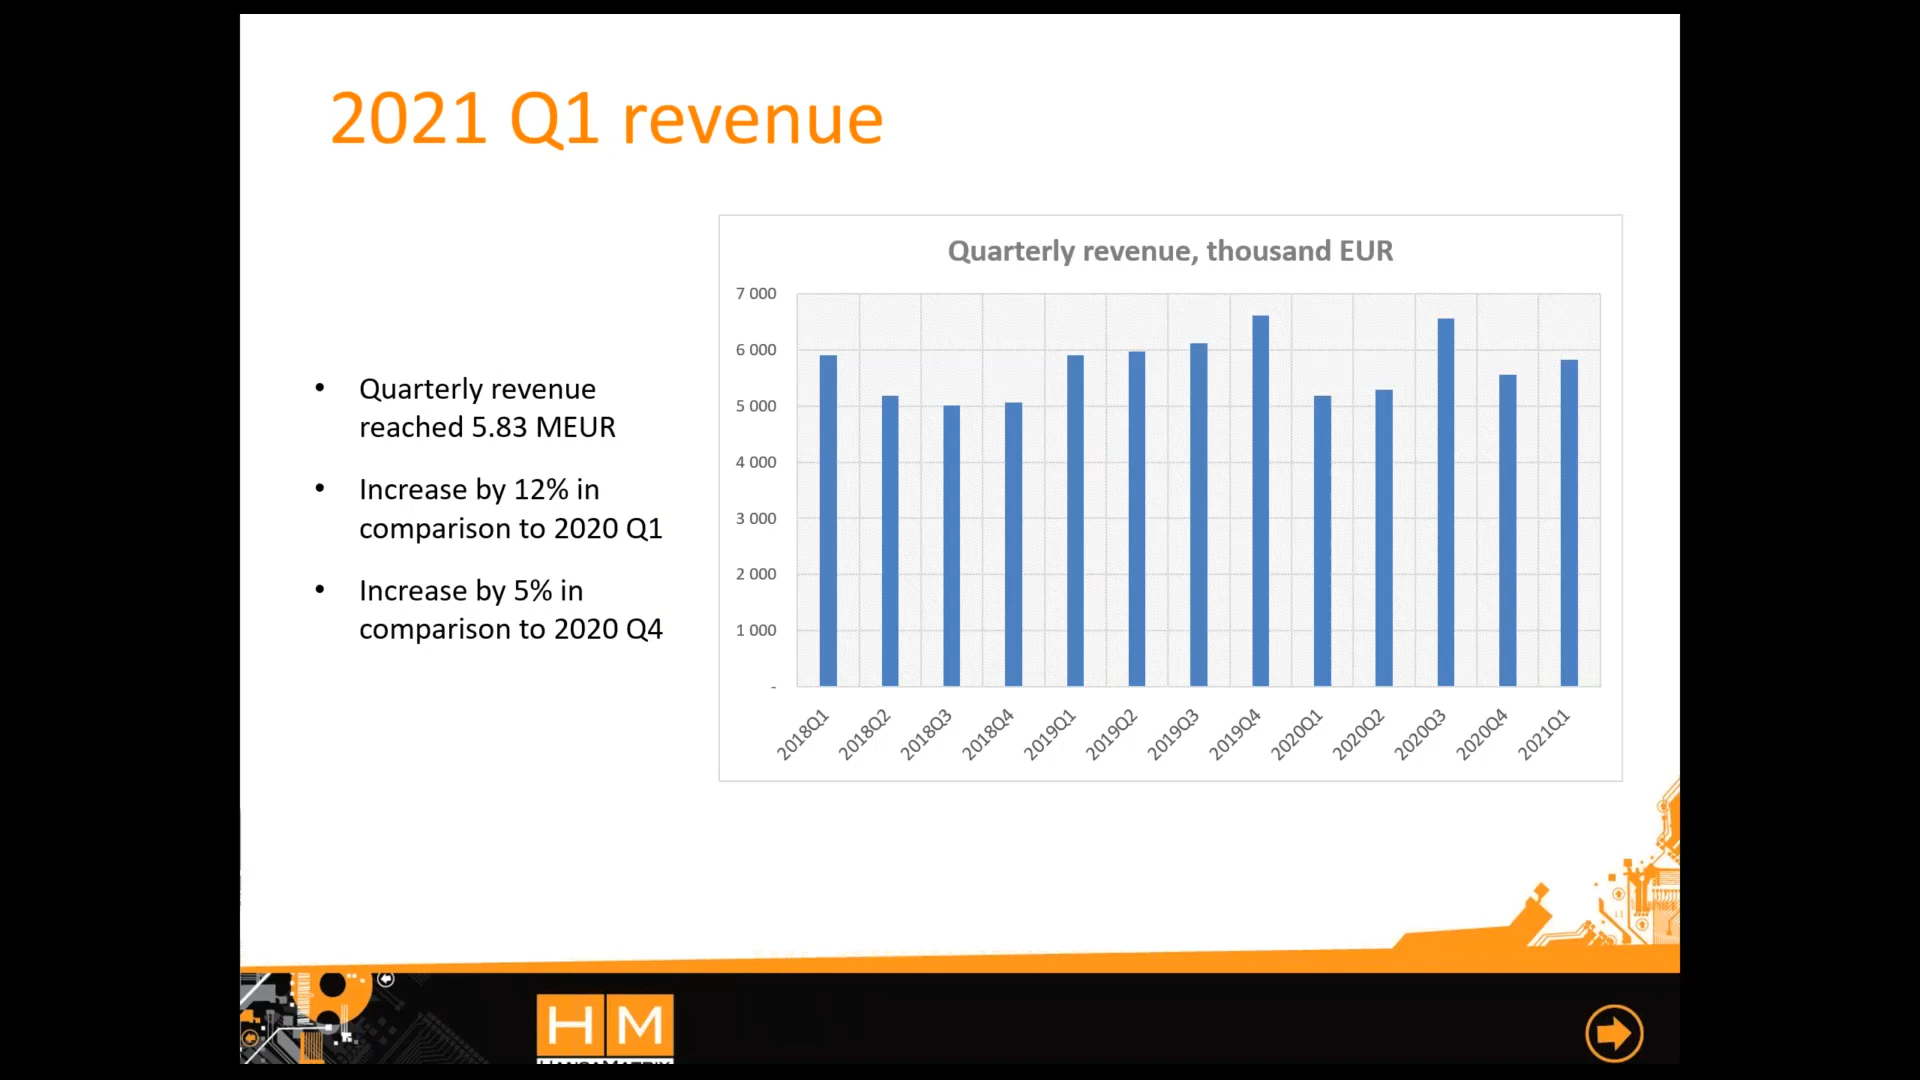 2021 Q1 revenue
• Quarterly revenue
reached 5.83 MEUR
• Increase by 12% in
comparison to 2020 Q1
• Increase by 5% in
comparison to 2020 Q4
Quarterly revenue, thousand EUR
7 000
6 000
5 000
4 000
3 000
2 000
1 000
-
2018Q1 2018Q2 2018Q3 2018Q4 2019Q1 2019Q2 2019Q3 2019Q4 2020Q1 2020Q2 2020Q3 2020Q4 2021Q1
HM
HANSAMATRIX